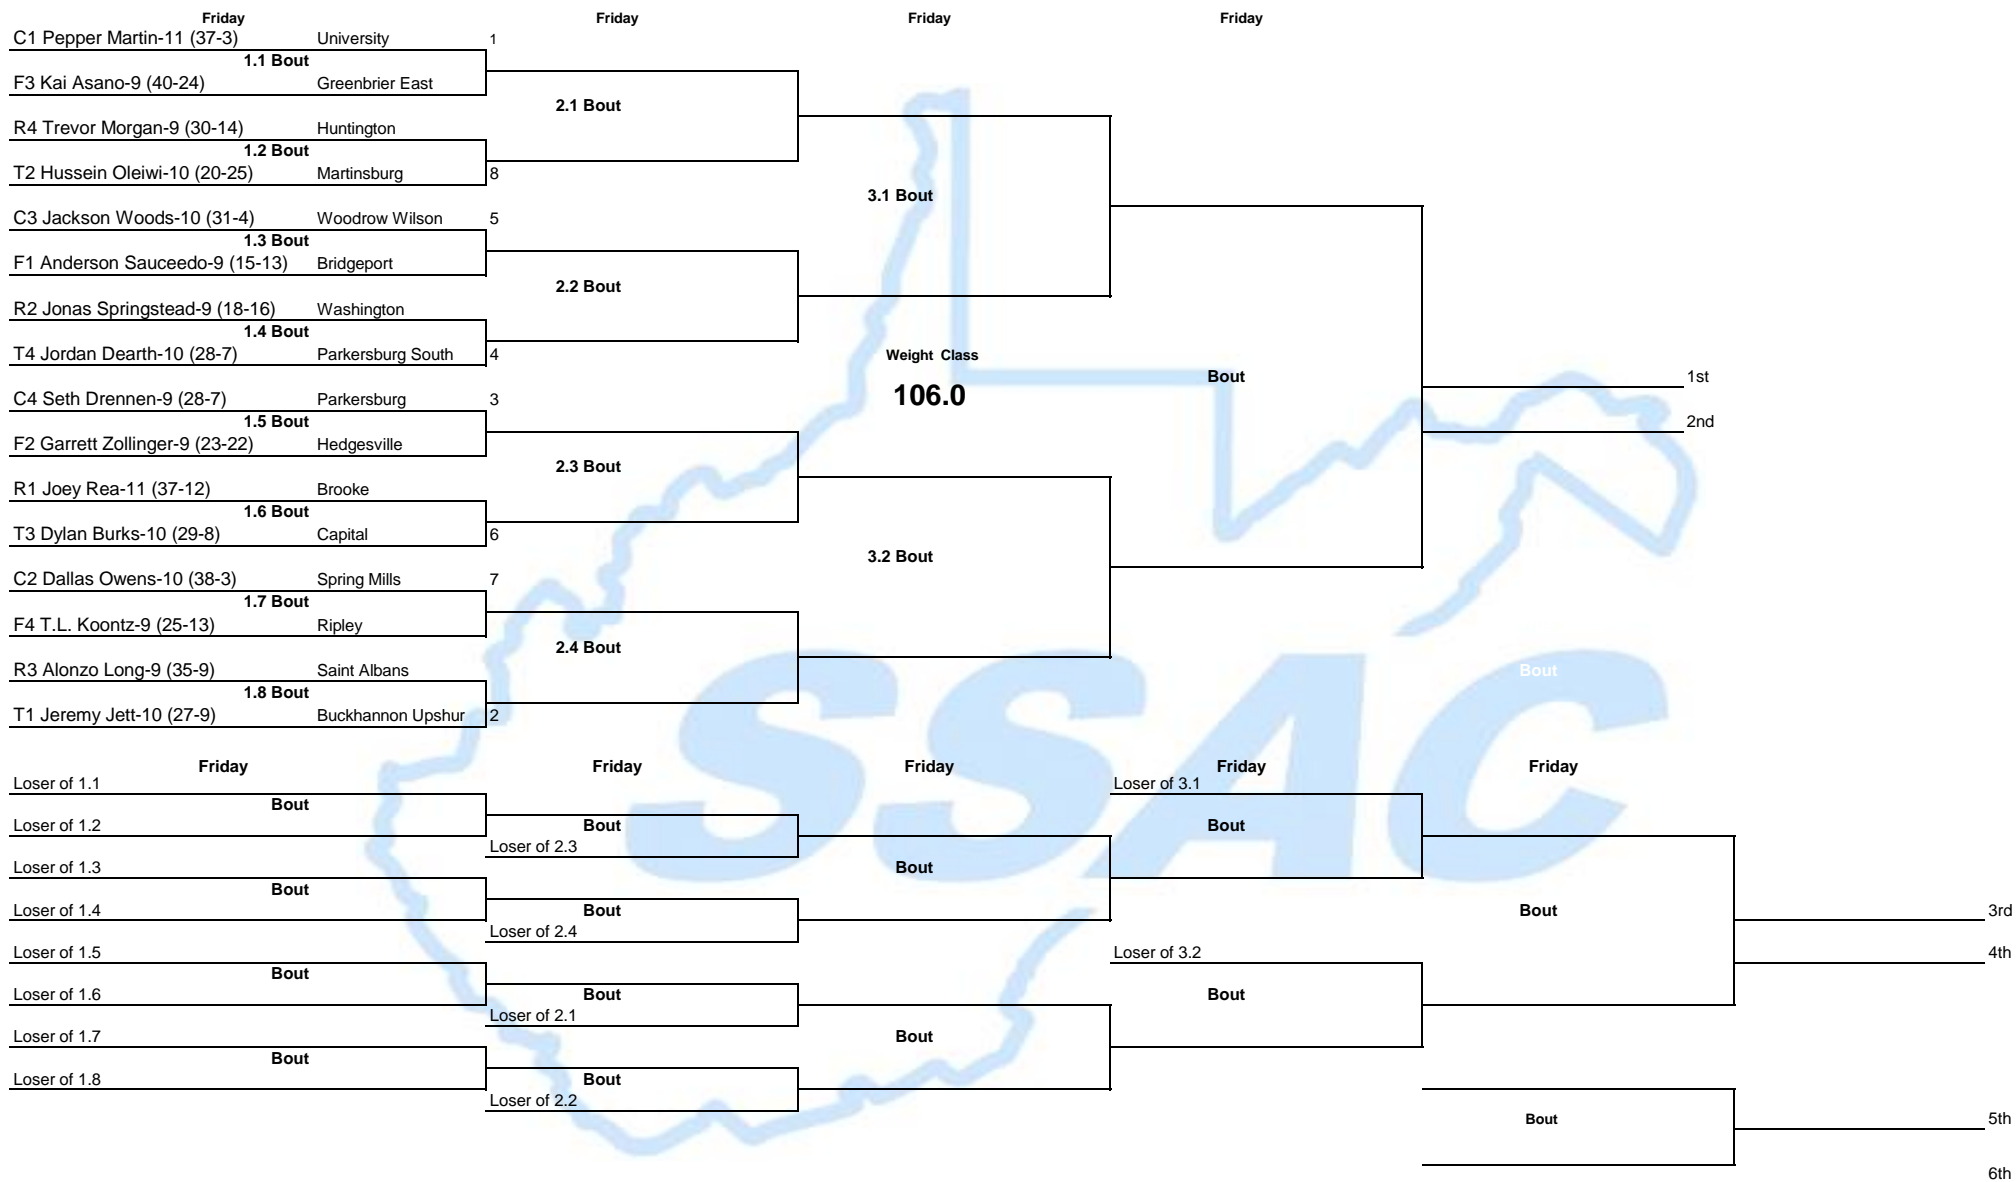 Friday Friday Friday Friday
C1 Pepper Martin-11 (37-3) University 1
1.1 Bout
F3 Kai Asano-9 (40-24) Greenbrier East
2.1 Bout
R4 Trevor Morgan-9 (30-14) Huntington
1.2 Bout
T2 Hussein Oleiwi-10 (20-25) Martinsburg 8
3.1 Bout
C3 Jackson Woods-10 (31-4) Woodrow Wilson 5
1.3 Bout
F1 Anderson Sauceedo-9 (15-13) Bridgeport
2.2 Bout
R2 Jonas Springstead-9 (18-16) Washington
1.4 Bout
T4 Jordan Dearth-10 (28-7) Parkersburg South 4
Weight Class
Bout 1st
106.0
C4 Seth Drennen-9 (28-7) Parkersburg 3
1.5 Bout 2nd
F2 Garrett Zollinger-9 (23-22) Hedgesville
2.3 Bout
R1 Joey Rea-11 (37-12) Brooke
1.6 Bout
T3 Dylan Burks-10 (29-8) Capital 6
3.2 Bout
C2 Dallas Owens-10 (38-3) Spring Mills 7
1.7 Bout
F4 T.L. Koontz-9 (25-13) Ripley
2.4 Bout
R3 Alonzo Long-9 (35-9) Saint Albans
Bout
1.8 Bout
T1 Jeremy Jett-10 (27-9) Buckhannon Upshur 2
SSAC
Friday Friday Friday Friday Friday
Loser of 1.1 Loser of 3.1
Bout
Loser of 1.2 Bout Bout
Loser of 2.3
Loser of 1.3 Bout
Bout
Loser of 1.4 Bout Bout 3rd
Loser of 2.4
Loser of 1.5 Loser of 3.2 4th
Bout
Loser of 1.6 Bout Bout
Loser of 2.1
Loser of 1.7 Bout
Bout
Loser of 1.8 Bout
Loser of 2.2
Bout 5th
6th